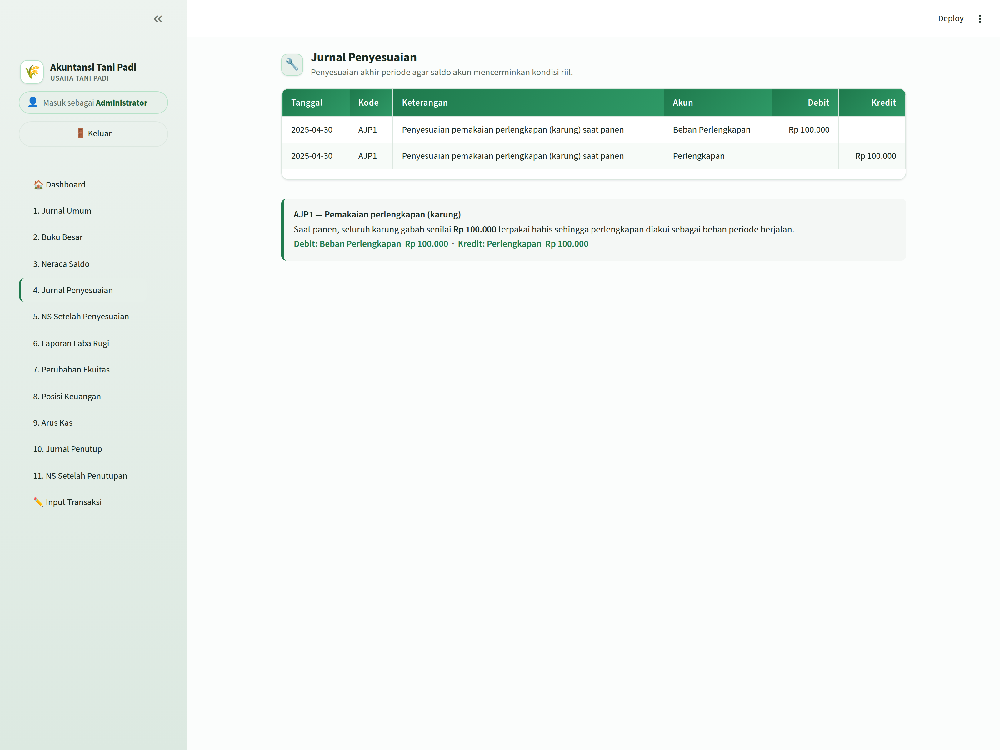 Deploy
Akuntansi Tani Padi
USAHA TANI PADI
Masuk sebagai Administrator
Keluar
Dashboard
1. Jurnal Umum
2. Buku Besar
3. Neraca Saldo
4. Jurnal Penyesuaian
5. NS Setelah Penyesuaian
6. Laporan Laba Rugi
7. Perubahan Ekuitas
8. Posisi Keuangan
9. Arus Kas
10. Jurnal Penutup
11. NS Setelah Penutupan
Input Transaksi
Jurnal Penyesuaian
Penyesuaian akhir periode agar saldo akun mencerminkan kondisi riil.
Tanggal Kode Keterangan Akun Debit Kredit
2025-04-30 AJP1 Penyesuaian pemakaian perlengkapan (karung) saat panen Beban Perlengkapan Rp 100.000
2025-04-30 AJP1 Penyesuaian pemakaian perlengkapan (karung) saat panen Perlengkapan Rp 100.000
AJP1 — Pemakaian perlengkapan (karung)
Saat panen, seluruh karung gabah senilai Rp 100.000 terpakai habis sehingga perlengkapan diakui sebagai beban periode berjalan.
Debit: Beban Perlengkapan Rp 100.000 · Kredit: Perlengkapan Rp 100.000